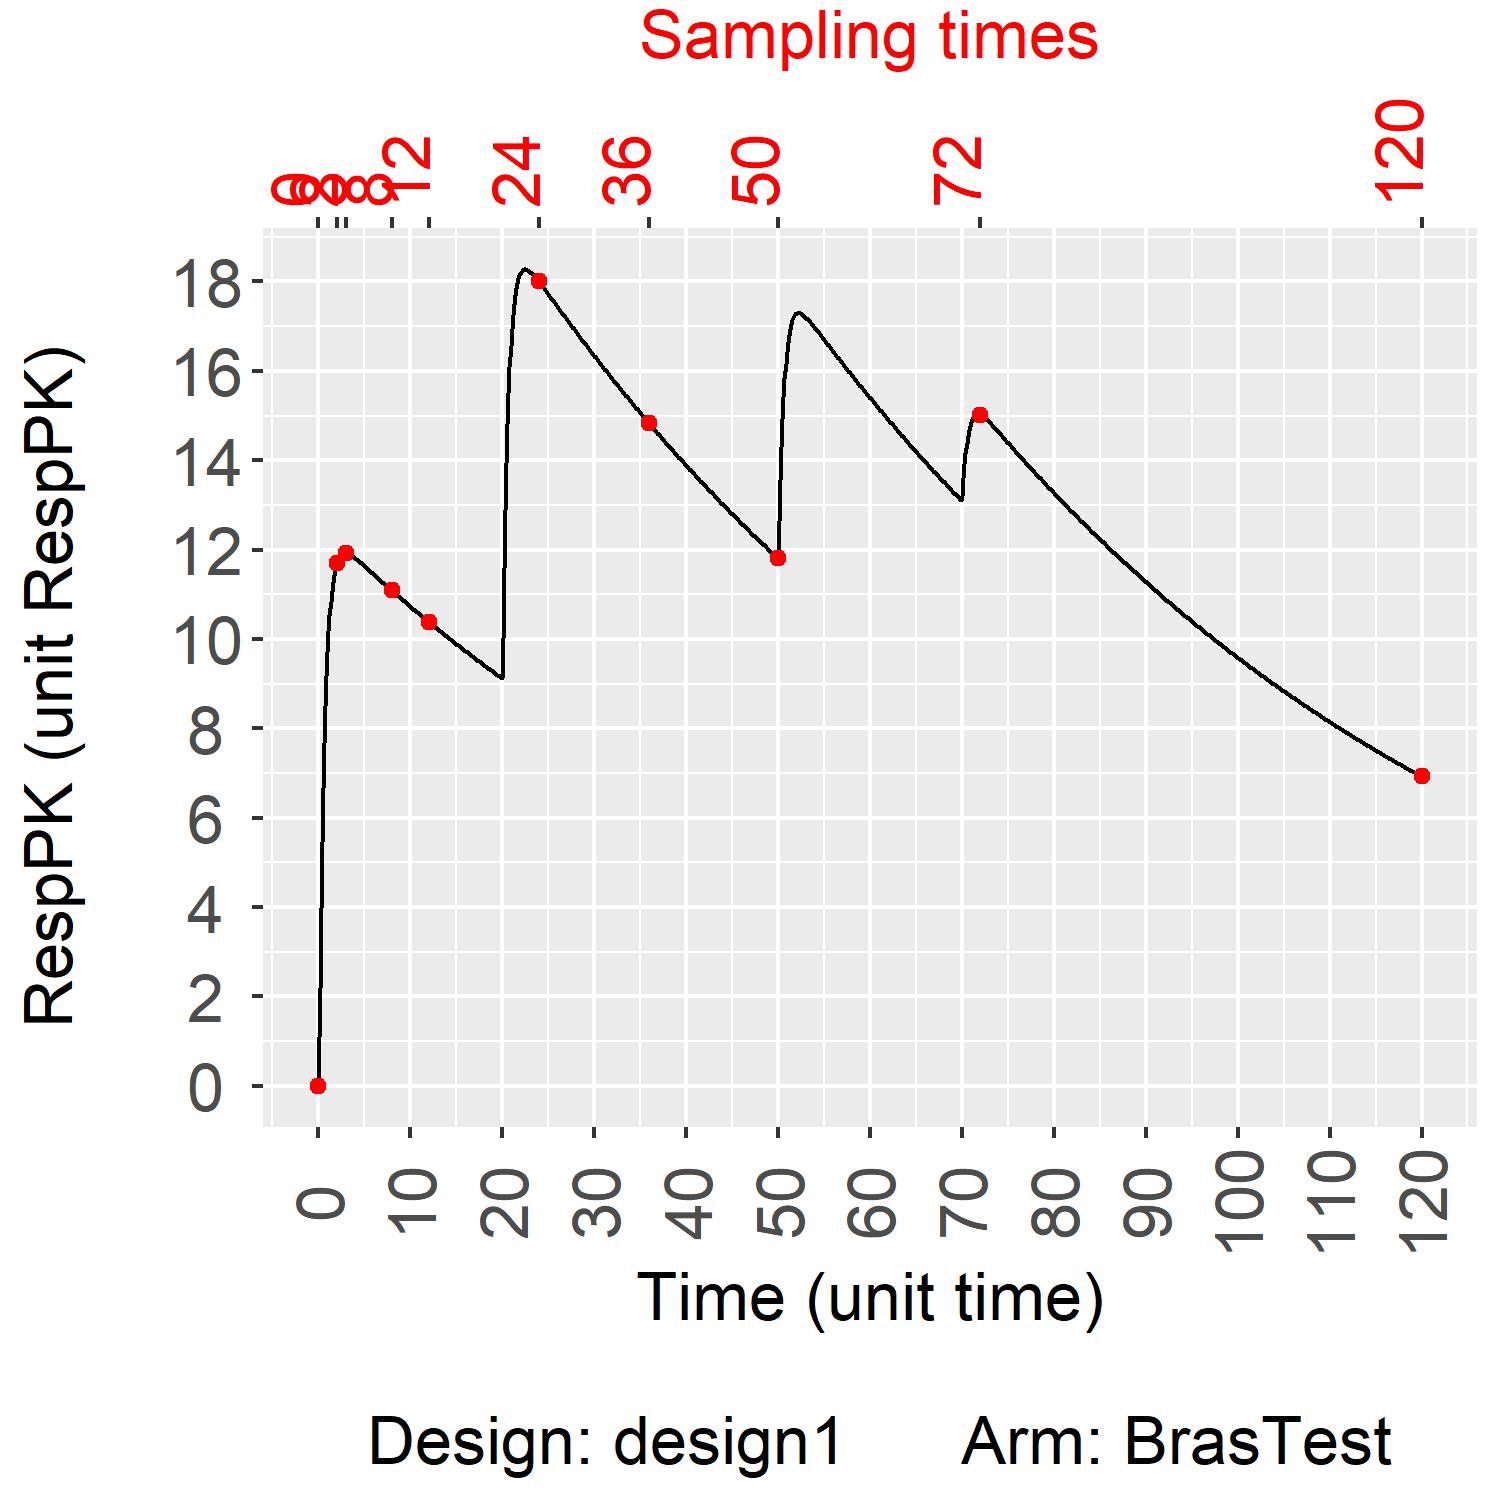 Sampling times
12 24 36 50 72 120
18
16
14
12
10
8
6
4
2
0
RespPK (unit RespPK)
0 10 20 30 40 50 60 70 80 90 100 110 120
Time (unit time)
Design: design1 Arm: BrasTest